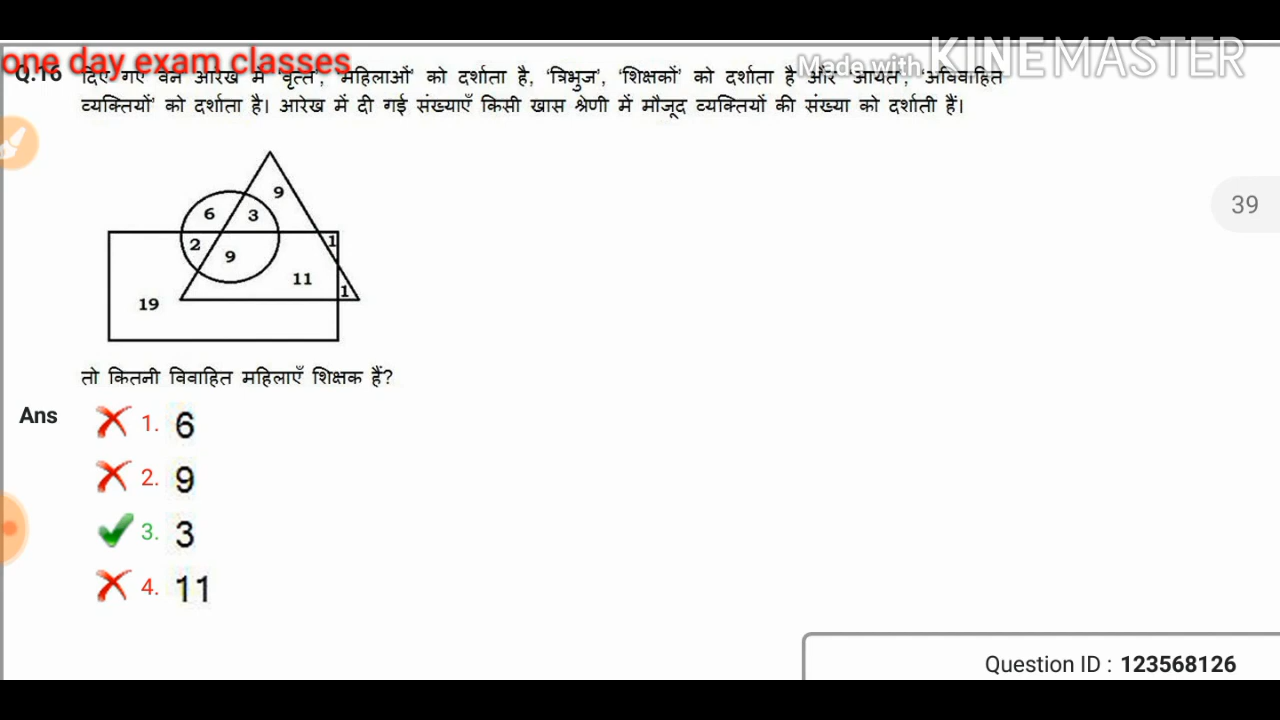 one day exam classes
Made with KINEMASTER
Q.16 दिए गए वेन आरेख में 'वृत्त', 'महिलाओं' को दर्शाता है, 'त्रिभुज', 'शिक्षकों' को दर्शाता है और 'आयत', 'अविवाहित
व्यक्तियों' को दर्शाता है। आरेख में दी गई संख्याएँ किसी खास श्रेणी में मौजूद व्यक्तियों की संख्या को दर्शाती हैं।
39
9
6 3
2 1
9
11
1
19
तो कितनी विवाहित महिलाएँ शिक्षक हैं?
Ans 1. 6
2. 9
3. 3
4. 11
Question ID : 123568126